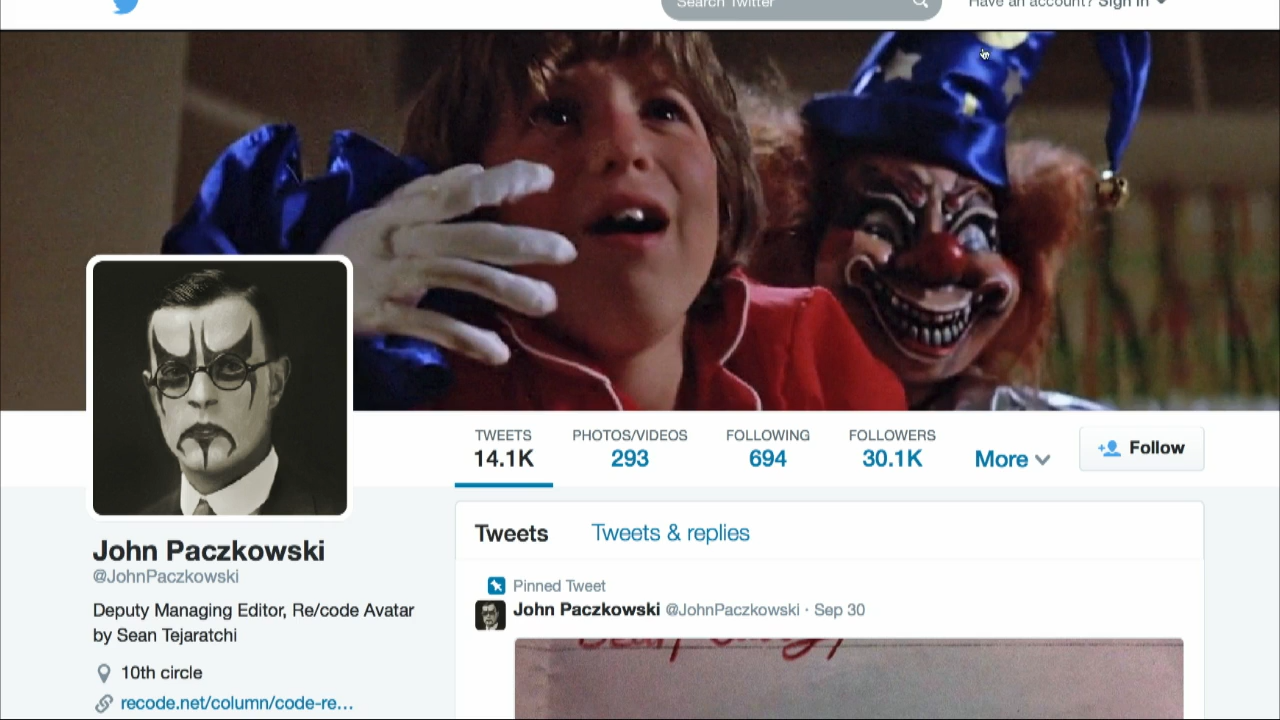 Search Twitter
Have an account? Sign in
TWEETS
14.1K
PHOTOS/VIDEOS
293
FOLLOWING
694
FOLLOWERS
30.1K
More
Follow
John Paczkowski
@JohnPaczkowski
Deputy Managing Editor, Re/code Avatar
by Sean Tejaratchi
10th circle
recode.net/column/code-re...
Tweets
Tweets & replies
Pinned Tweet
John Paczkowski @JohnPaczkowski · Sep 30